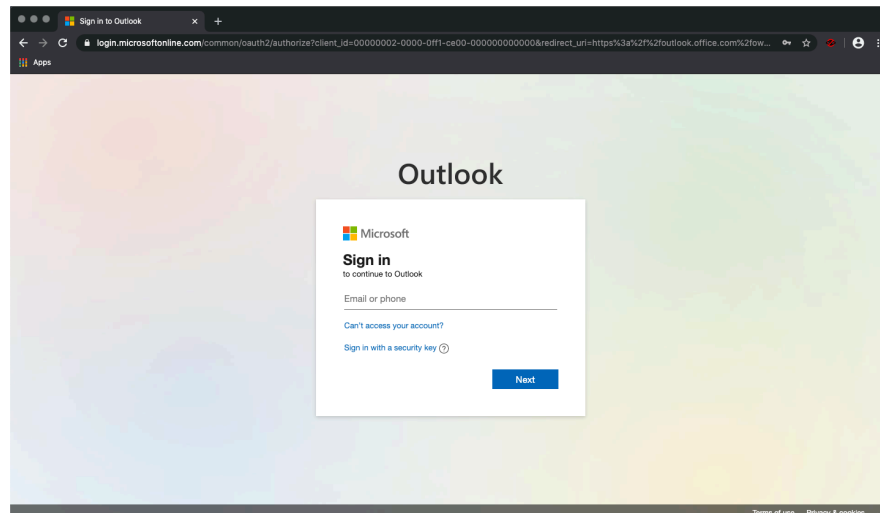 Sign in to Outlook
login.microsoftonline.com/common/oauth2/authorize?client_id=00000002-0000-0ff1-ce00-000000000000&redirect_uri=https%3a%2f%2foutlook.office.com%2fow...
Apps
Outlook
Microsoft
Sign in
to continue to Outlook
Email or phone
Can't access your account?
Sign in with a security key ?
Next
Terms of use Privacy & cookies